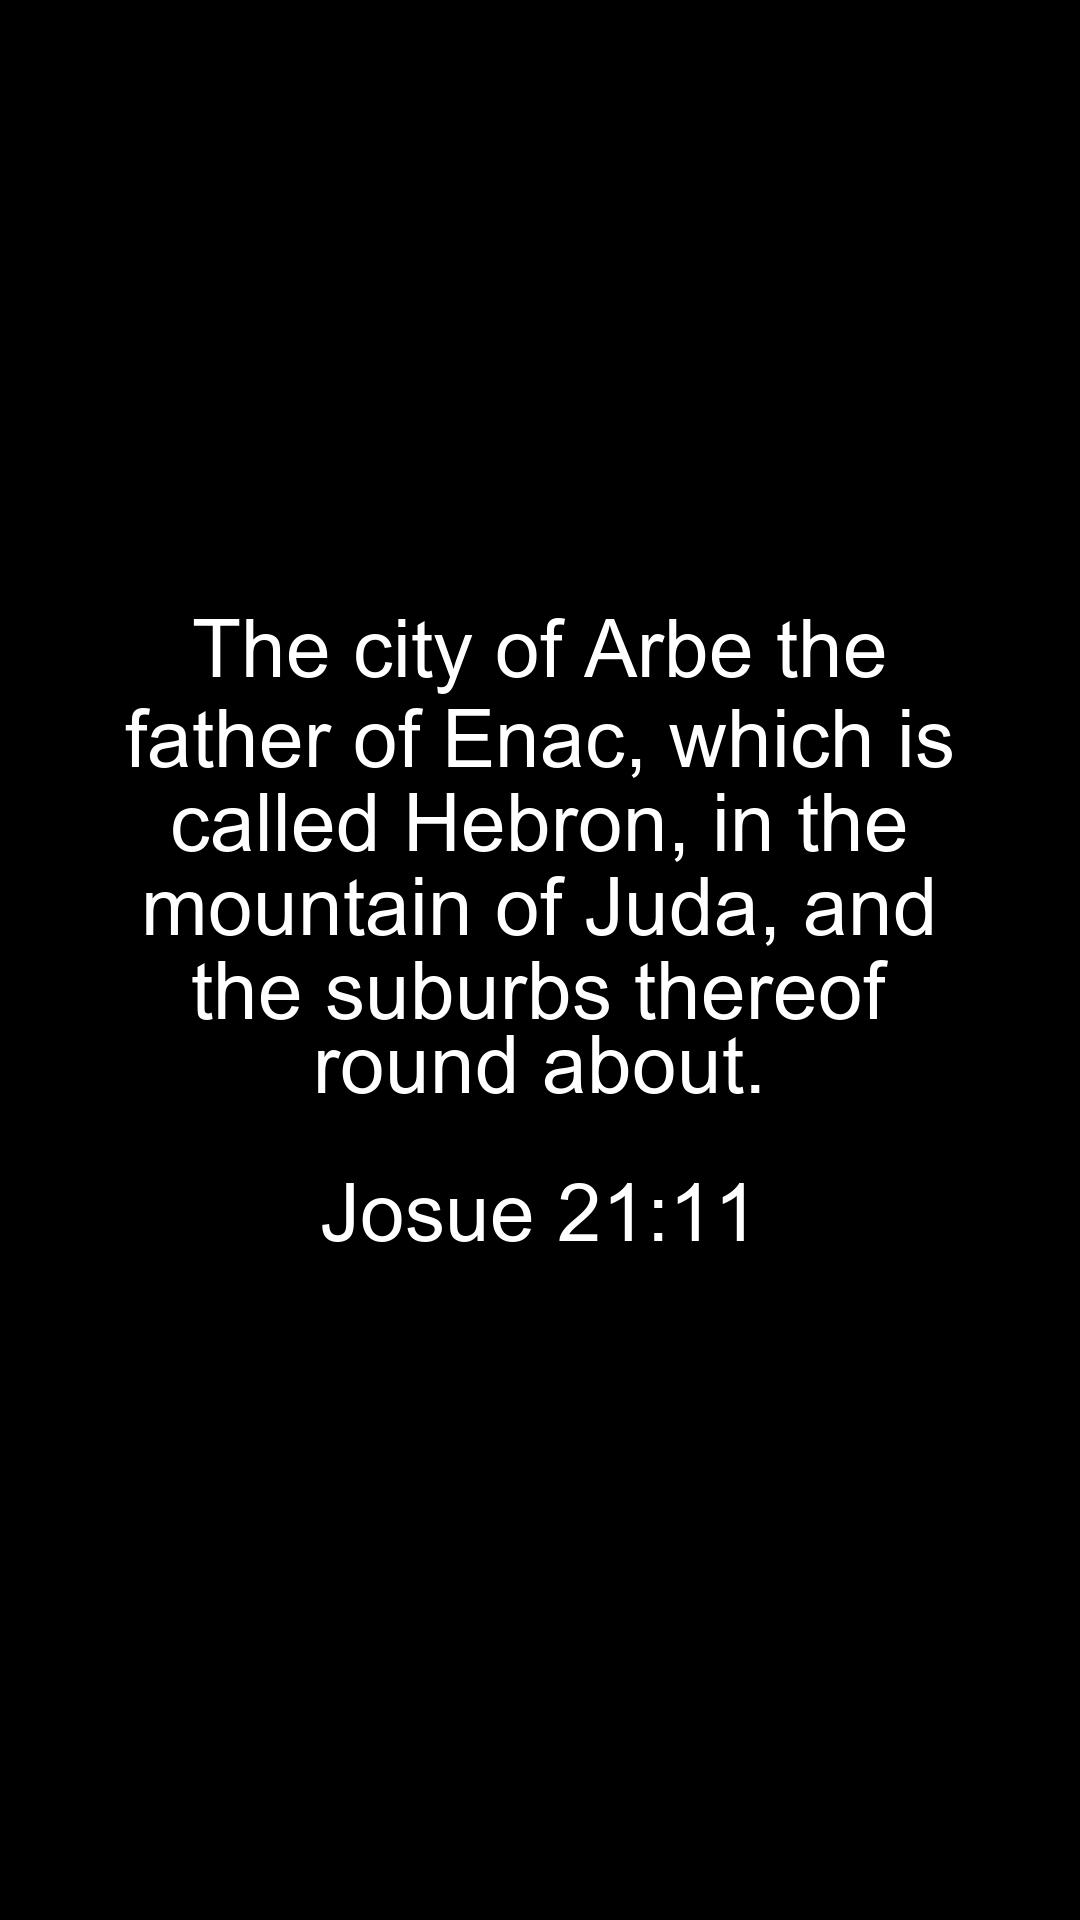 The city of Arbe the
father of Enac, which is
called Hebron, in the
mountain of Juda, and
the suburbs thereof
round about.
Josue 21:11